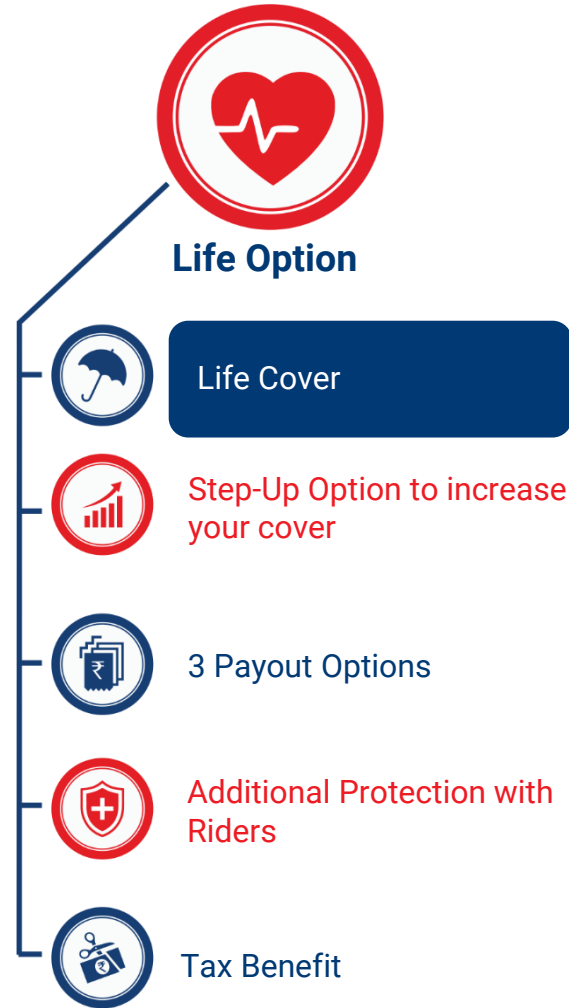 Life Option
Life Cover
Step-Up Option to increase
your cover
₹
3 Payout Options
Additional Protection with
Riders
₹
Tax Benefit